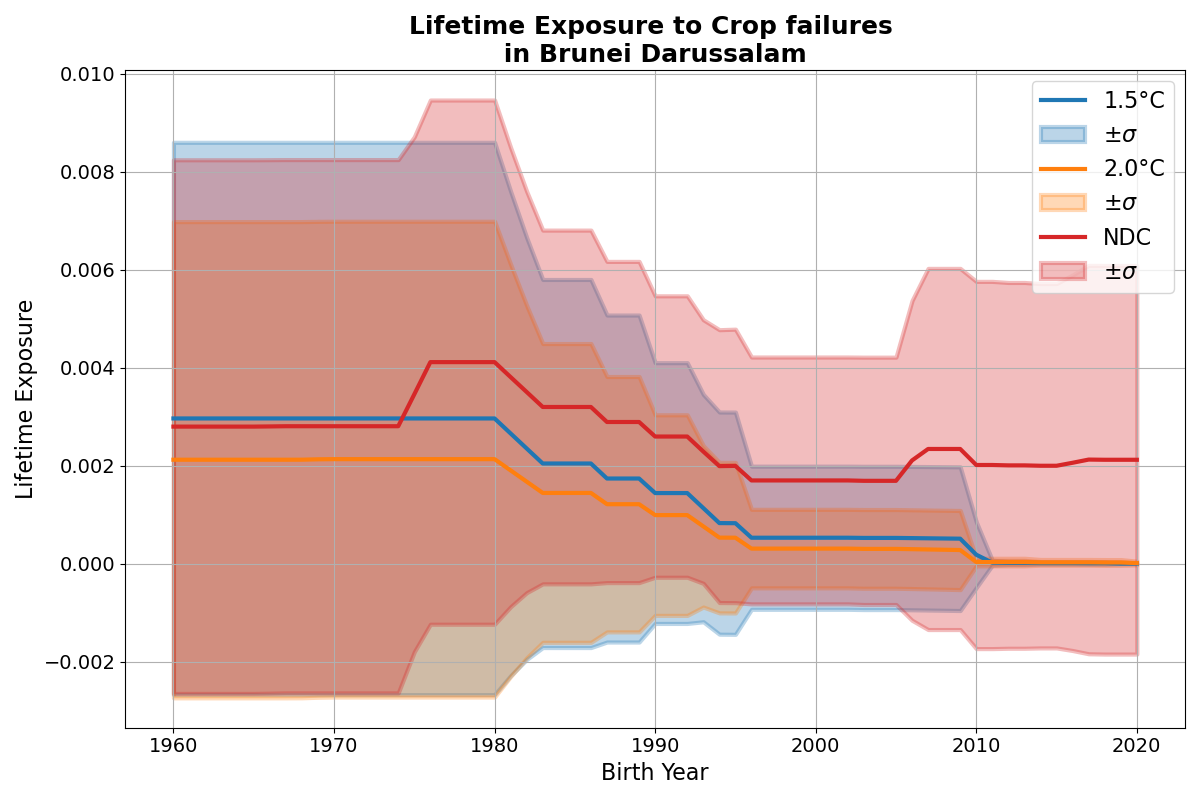 Lifetime Exposure to Crop failures
in Brunei Darussalam
0.010
0.008
0.006
0.004
0.002
0.000
−0.002
Lifetime Exposure
1.5°C
±σ
2.0°C
±σ
NDC
±σ
1960 1970 1980 1990 2000 2010 2020
Birth Year